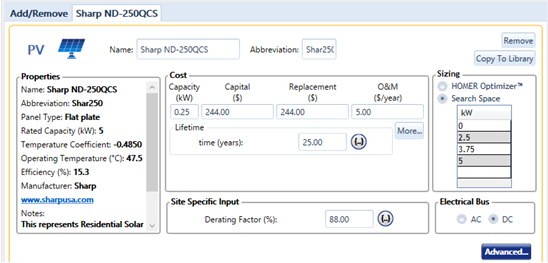 Add/Remove Sharp ND-250QCS
PV Name: Sharp ND-250QCS Abbreviation: Shar250
Remove
Copy To Library
Properties
Name: Sharp ND-250QCS
Abbreviation: Shar250
Panel Type: Flat plate
Rated Capacity (kW): 5
Temperature Coefficient: -0.4850
Operating Temperature (°C): 47.5
Efficiency (%): 15.3
Manufacturer: Sharp
www.sharpusa.com
Notes:
This represents Residential Solar
Cost
Capacity Capital Replacement O&M
(kW) ($) ($) ($/year)
0.25 244.00 244.00 5.00
Lifetime
time (years): 25.00 (..)
More...
Site Specific Input
Derating Factor (%): 88.00 (..)
Sizing
HOMER Optimizer™
Search Space
kW
0
2.5
3.75
5
Electrical Bus
AC DC
Advanced...